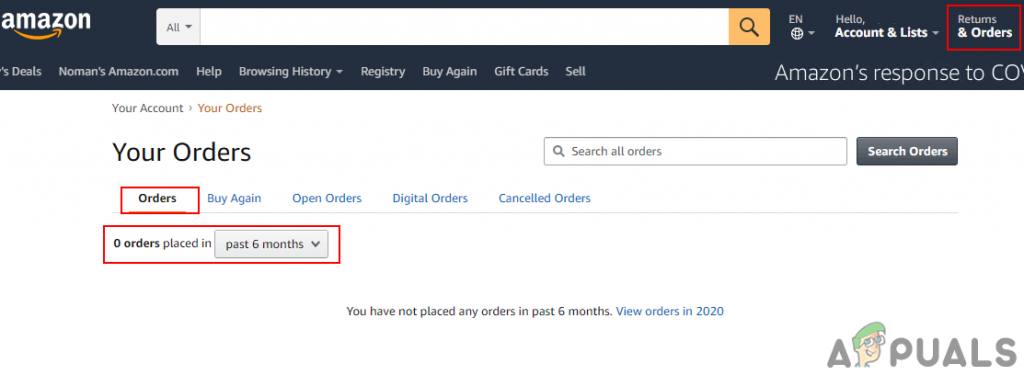 amazon
All
EN
Hello,
Account & Lists
Returns
& Orders
's Deals Noman's Amazon.com Help Browsing History Registry Buy Again Gift Cards Sell Amazon's response to COV
Your Account › Your Orders
Your Orders
Search all orders
Search Orders
Orders Buy Again Open Orders Digital Orders Cancelled Orders
0 orders placed in past 6 months
You have not placed any orders in past 6 months. View orders in 2020
APPUALS